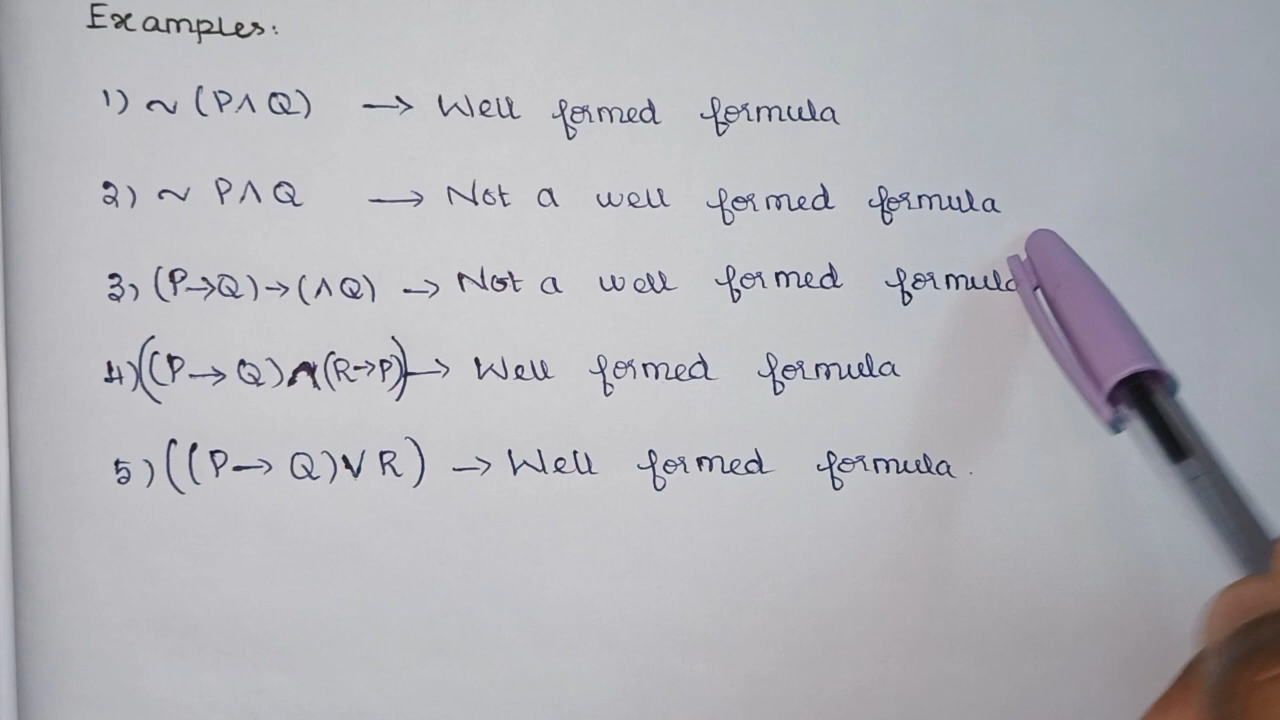 Examples:
1) ~ (P∧Q) → Well formed formula
2) ~ P∧Q → Not a well formed formula
3) (P→Q)→(∧Q) → Not a well formed formula
4) ((P→Q)∧(R→P)) → Well formed formula
5) ((P→Q)∨R) → Well formed formula.